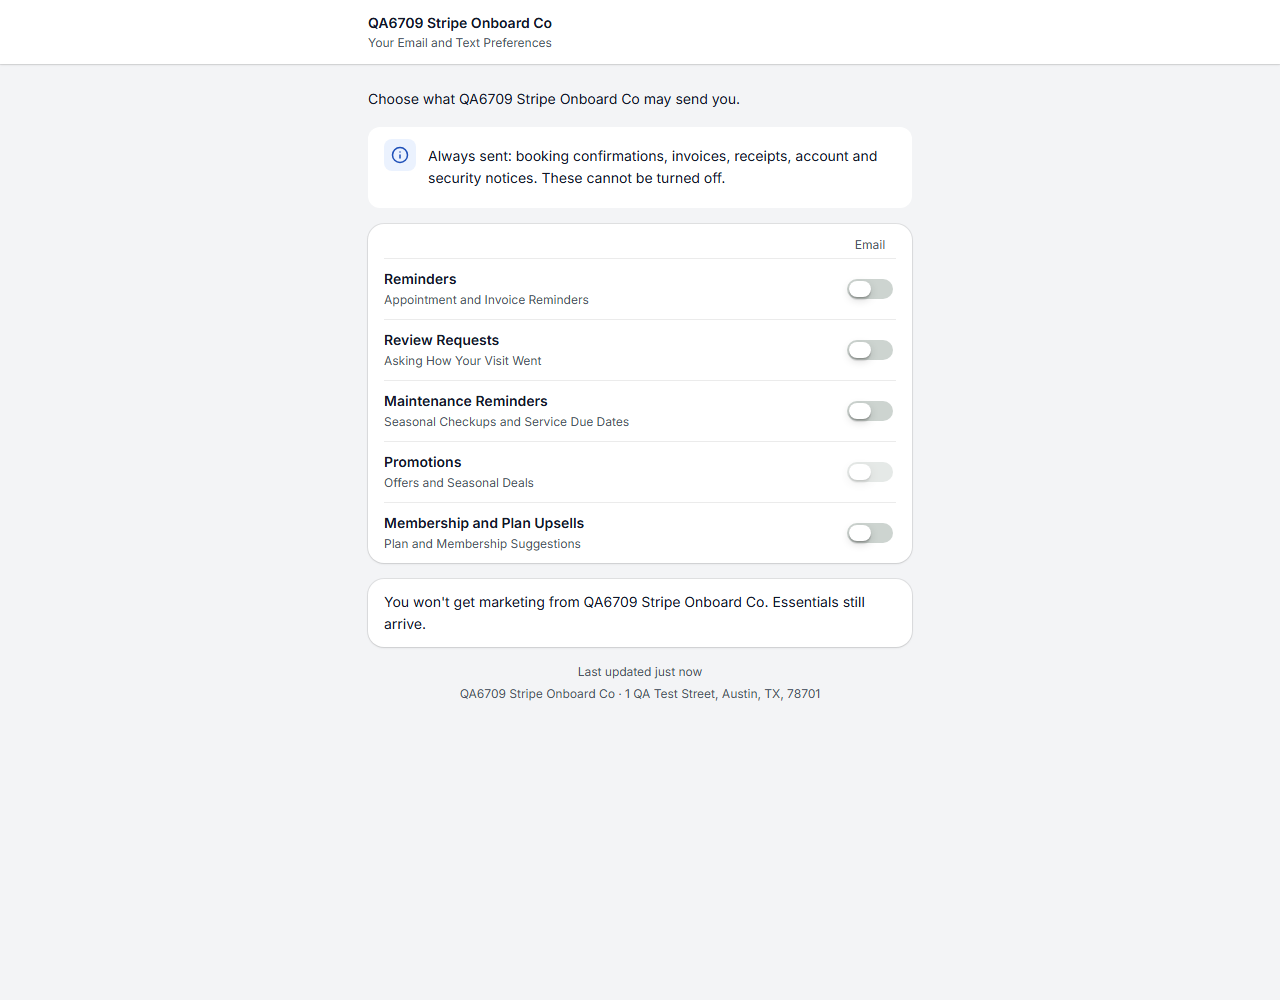 QA6709 Stripe Onboard Co
Your Email and Text Preferences
Choose what QA6709 Stripe Onboard Co may send you.
Always sent: booking confirmations, invoices, receipts, account and
security notices. These cannot be turned off.
Email
Reminders
Appointment and Invoice Reminders
Review Requests
Asking How Your Visit Went
Maintenance Reminders
Seasonal Checkups and Service Due Dates
Promotions
Offers and Seasonal Deals
Membership and Plan Upsells
Plan and Membership Suggestions
You won't get marketing from QA6709 Stripe Onboard Co. Essentials still
arrive.
Last updated just now
QA6709 Stripe Onboard Co · 1 QA Test Street, Austin, TX, 78701